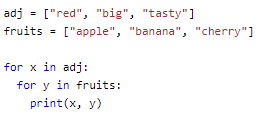 adj = ["red", "big", "tasty"]
fruits = ["apple", "banana", "cherry"]

for x in adj:
  for y in fruits:
    print(x, y)